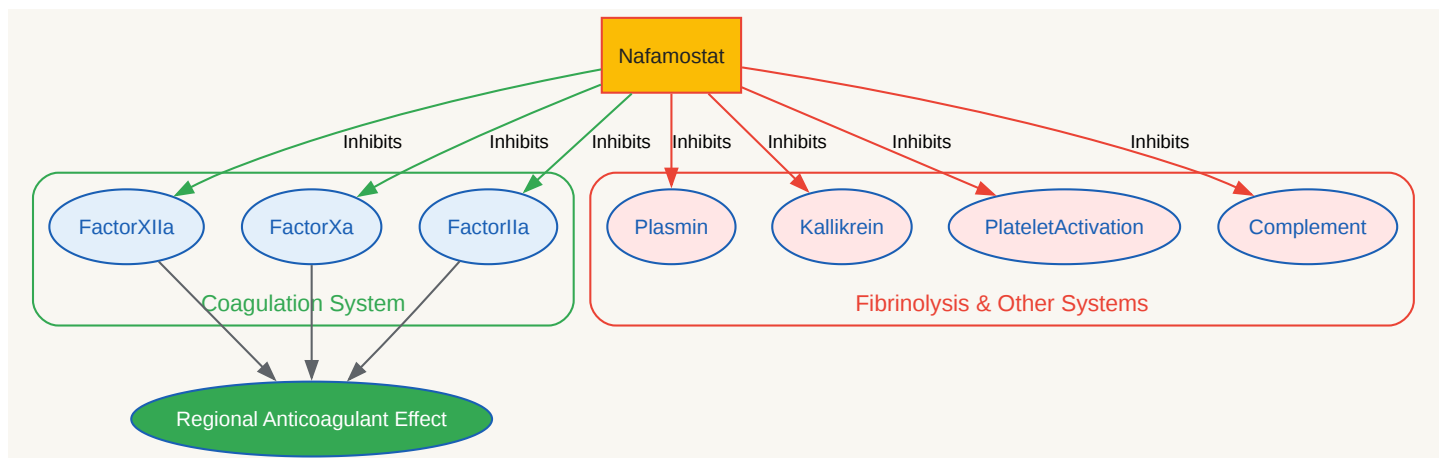 Nafamostat
Inhibits Inhibits Inhibits Inhibits Inhibits Inhibits Inhibits
FactorXIIa FactorXa FactorIIa Plasmin Kallikrein PlateletActivation Complement
Coagulation System Fibrinolysis & Other Systems
Regional Anticoagulant Effect